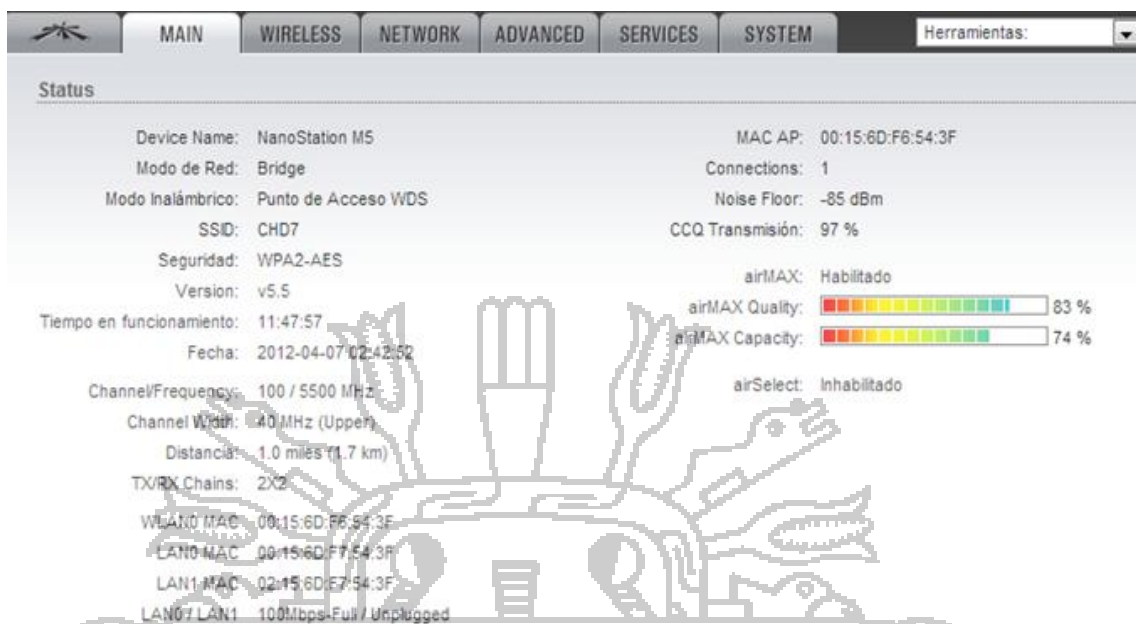 MAIN WIRELESS NETWORK ADVANCED SERVICES SYSTEM Herramientas:
Status
Device Name: NanoStation M5
Modo de Red: Bridge
Modo Inalámbrico: Punto de Acceso WDS
SSID: CHD7
Seguridad: WPA2-AES
Version: v5.5
Tiempo en funcionamiento: 11:47:57
Fecha: 2012-04-07 02:42:52
Channel/Frequency: 100 / 5500 MHz
Channel Width: 40 MHz (Upper)
Distancia: 1.0 miles (1.7 km)
TX/RX Chains: 2X2
WLAN0 MAC 00:15:6D:F6:54:3F
LAN0 MAC 00:15:6D:F7:54:3F
LAN1 MAC 02:15:6D:F7:54:3F
LAN0 / LAN1 100Mbps-Full / Unplugged
MAC AP: 00:15:6D:F6:54:3F
Connections: 1
Noise Floor: -85 dBm
CCQ Transmisión: 97 %
airMAX: Habilitado
airMAX Quality: 83 %
airMAX Capacity: 74 %
airSelect: Inhabilitado